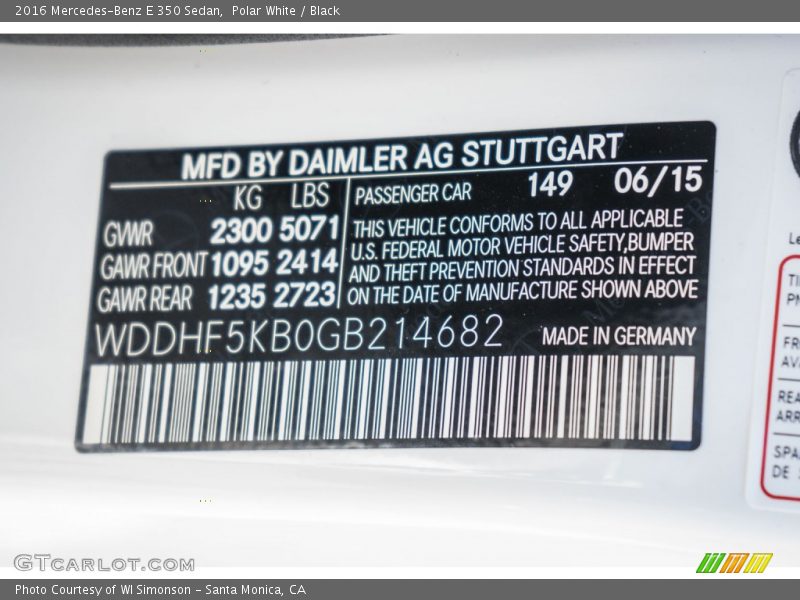 2016 Mercedes-Benz E 350 Sedan, Polar White / Black
MFD BY DAIMLER AG STUTTGART
KG LBS
GVWR 2300 5071
GAWR FRONT 1095 2414
GAWR REAR 1235 2723
PASSENGER CAR 149 06/15
THIS VEHICLE CONFORMS TO ALL APPLICABLE
U.S. FEDERAL MOTOR VEHICLE SAFETY,BUMPER
AND THEFT PREVENTION STANDARDS IN EFFECT
ON THE DATE OF MANUFACTURE SHOWN ABOVE
WDDHF5KB0GB214682 MADE IN GERMANY
GTCARLOT.COM
Photo Courtesy of WI Simonson - Santa Monica, CA